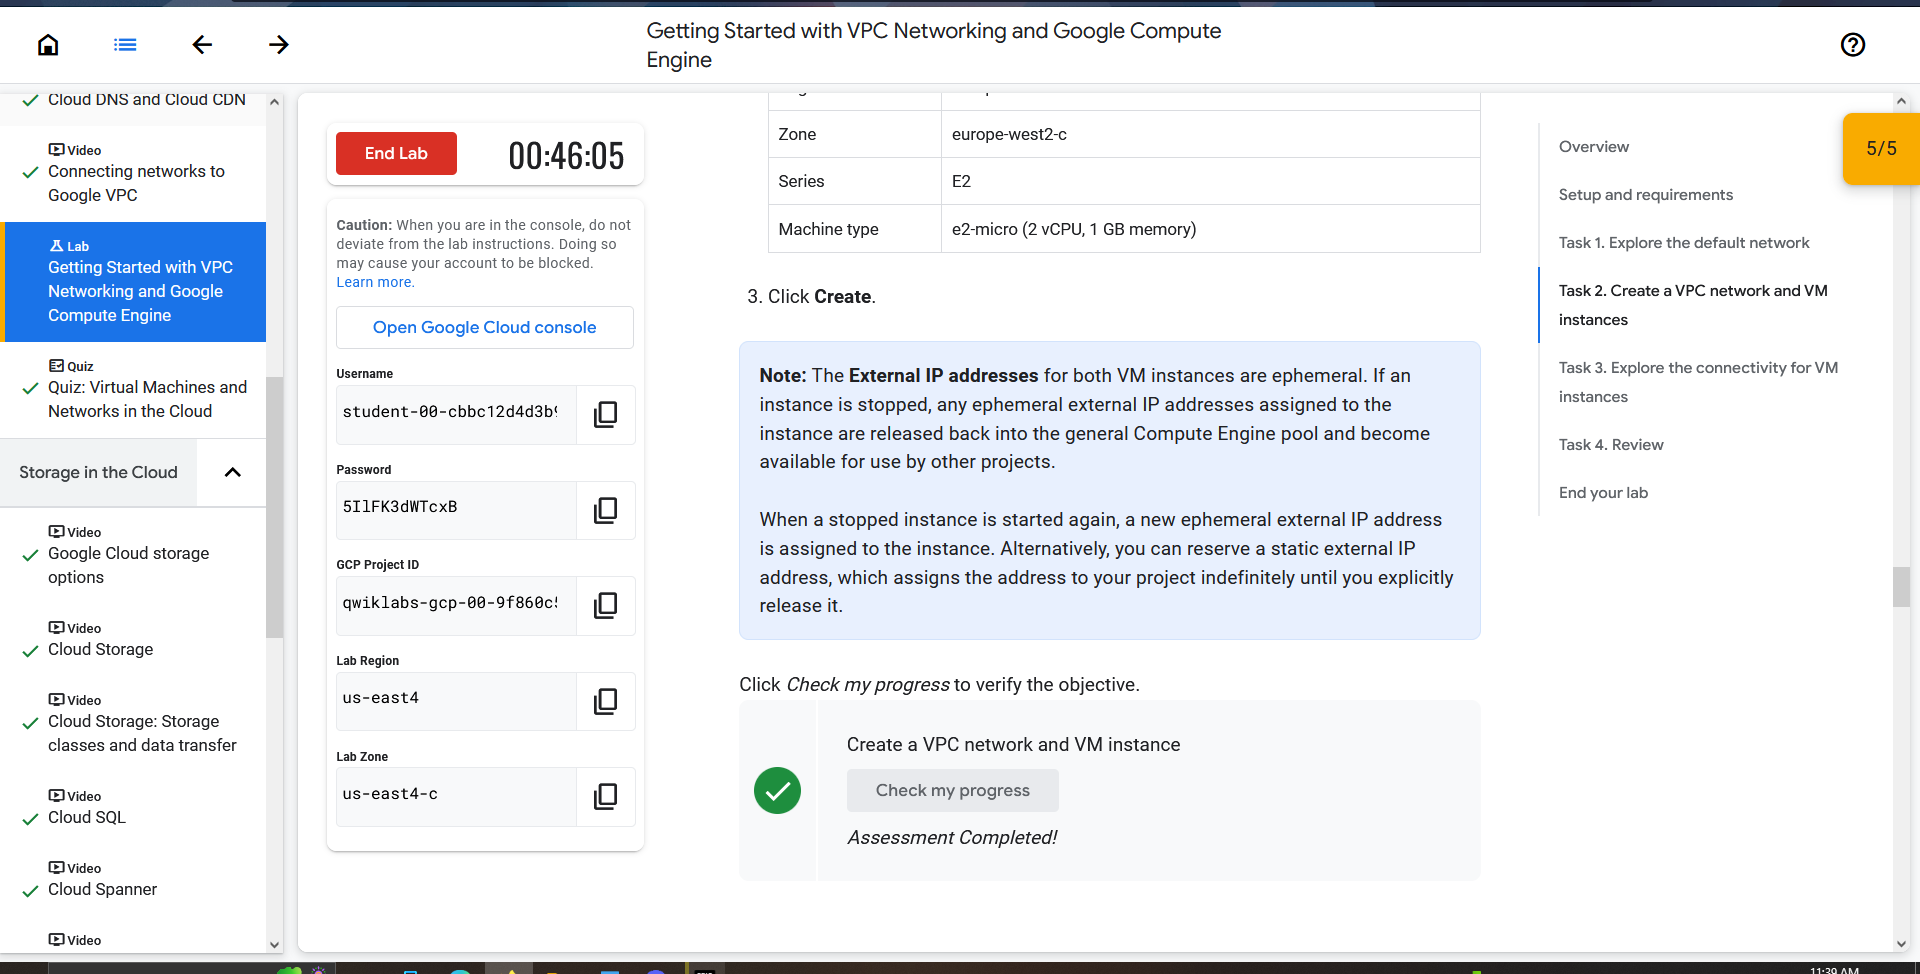 Getting Started with VPC Networking and Google Compute
Engine
Cloud DNS and Cloud CDN
Video
Connecting networks to
Google VPC
Lab
Getting Started with VPC
Networking and Google
Compute Engine
Quiz
Quiz: Virtual Machines and
Networks in the Cloud
Storage in the Cloud
Video
Google Cloud storage
options
Video
Cloud Storage
Video
Cloud Storage: Storage
classes and data transfer
Video
Cloud SQL
Video
Cloud Spanner
Video
End Lab
00:46:05
Caution: When you are in the console, do not
deviate from the lab instructions. Doing so
may cause your account to be blocked.
Learn more.
Open Google Cloud console
Username
student-00-cbbc12d4d3b
Password
5IlFK3dWTcxB
GCP Project ID
qwiklabs-gcp-00-9f860c
Lab Region
us-east4
Lab Zone
us-east4-c
Zone europe-west2-c
Series E2
Machine type e2-micro (2 vCPU, 1 GB memory)
3. Click Create.
Note: The External IP addresses for both VM instances are ephemeral. If an
instance is stopped, any ephemeral external IP addresses assigned to the
instance are released back into the general Compute Engine pool and become
available for use by other projects.
When a stopped instance is started again, a new ephemeral external IP address
is assigned to the instance. Alternatively, you can reserve a static external IP
address, which assigns the address to your project indefinitely until you explicitly
release it.
Click Check my progress to verify the objective.
Create a VPC network and VM instance
Check my progress
Assessment Completed!
Overview
Setup and requirements
Task 1. Explore the default network
Task 2. Create a VPC network and VM
instances
Task 3. Explore the connectivity for VM
instances
Task 4. Review
End your lab
5/5
11:39 AM